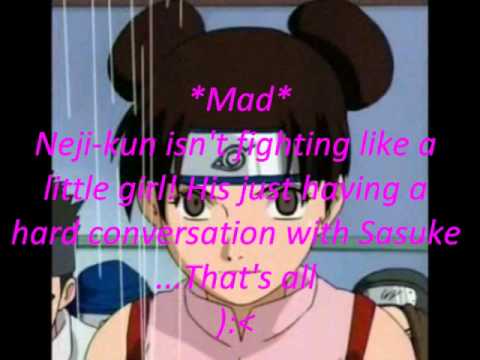 *Mad*
Neji-kun isn't fighting like a
little girl! His just having a
hard conversation with Sasuke
...That's all
):<